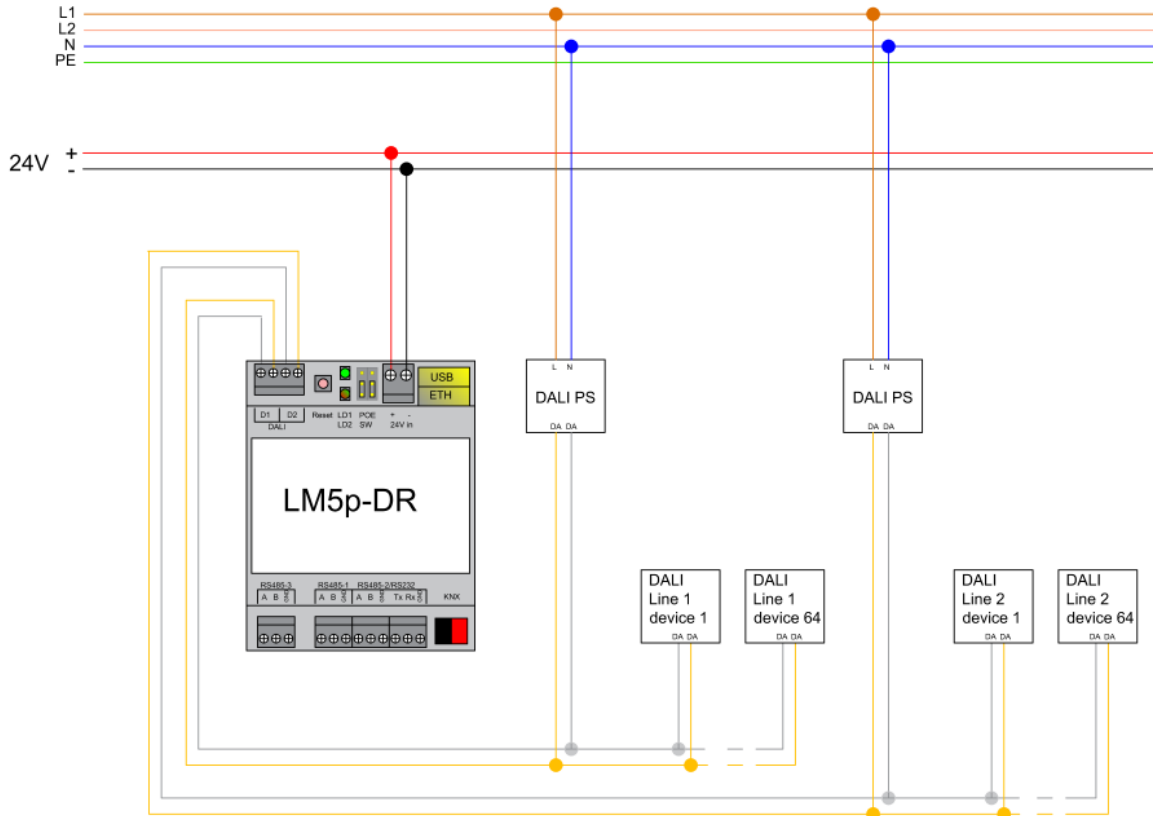 L1
L2
N
PE
24V + -
USB
ETH
D1 D2
DALI
Reset LD1 POE + -
LD2 SW 24V in
LM5p-DR
RS485-3 RS485-1 RS485-2/RS232
A B GND A B GND A B GND Tx Rx GND KNX
L N
DALI PS
DA DA
L N
DALI PS
DA DA
DALI
Line 1
device 1
DA DA
DALI
Line 1
device 64
DA DA
DALI
Line 2
device 1
DA DA
DALI
Line 2
device 64
DA DA